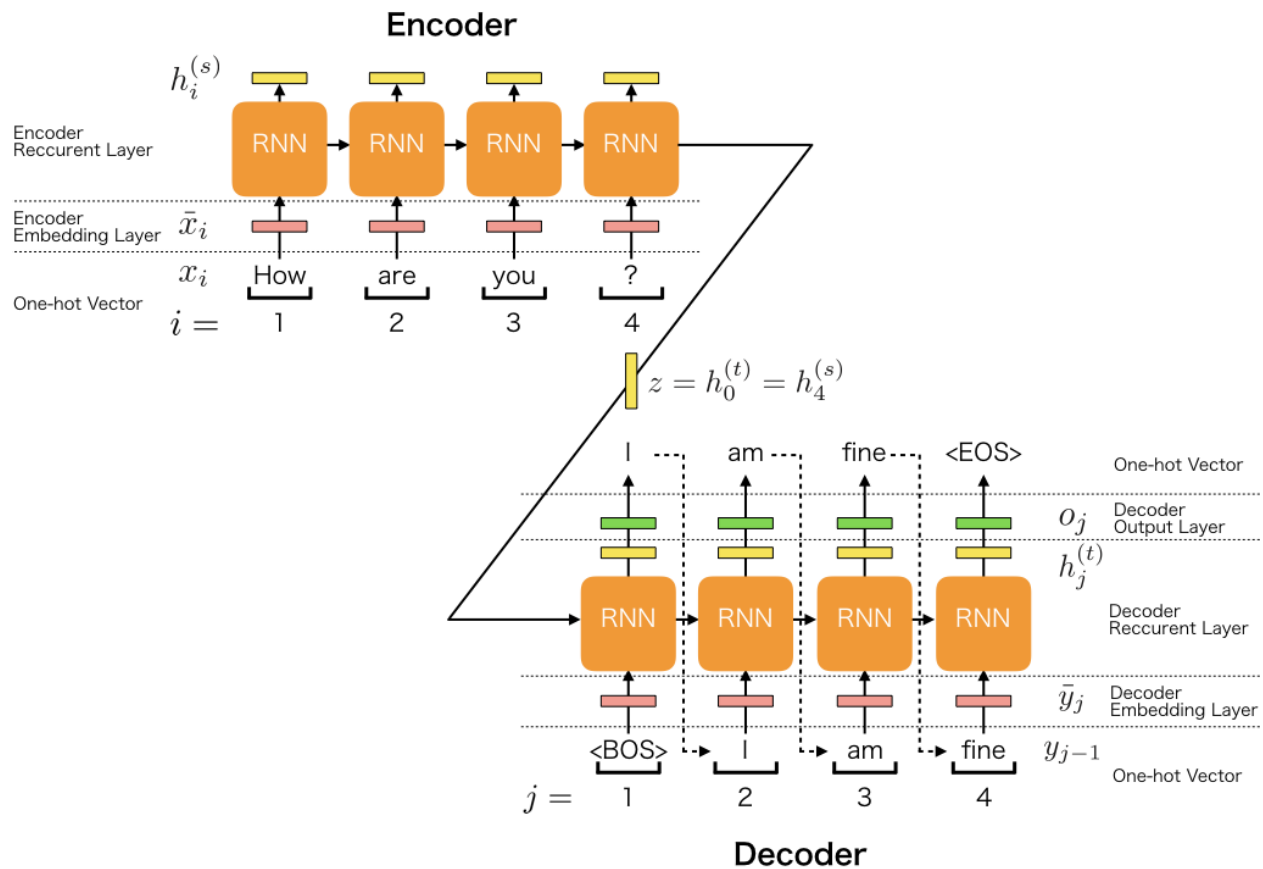 Encoder
h_i^{(s)}
RNN RNN RNN RNN
Encoder
Reccurent Layer
Encoder
Embedding Layer
x̄_i
x_i How are you ?
One-hot Vector
i = 1 2 3 4
z = h_0^{(t)} = h_4^{(s)}
I am fine <EOS>
One-hot Vector
o_j
Decoder
Output Layer
h_j^{(t)}
RNN RNN RNN RNN
Decoder
Reccurent Layer
ȳ_j
Decoder
Embedding Layer
<BOS> I am fine y_{j−1}
One-hot Vector
j = 1 2 3 4
Decoder